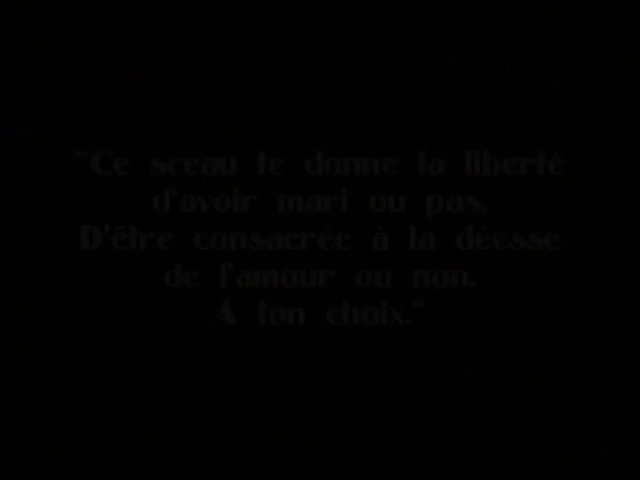 "Ce sceau te donne la liberté
d'avoir mari ou pas.
D'être consacrée à la déesse
de l'amour ou non.
A ton choix."